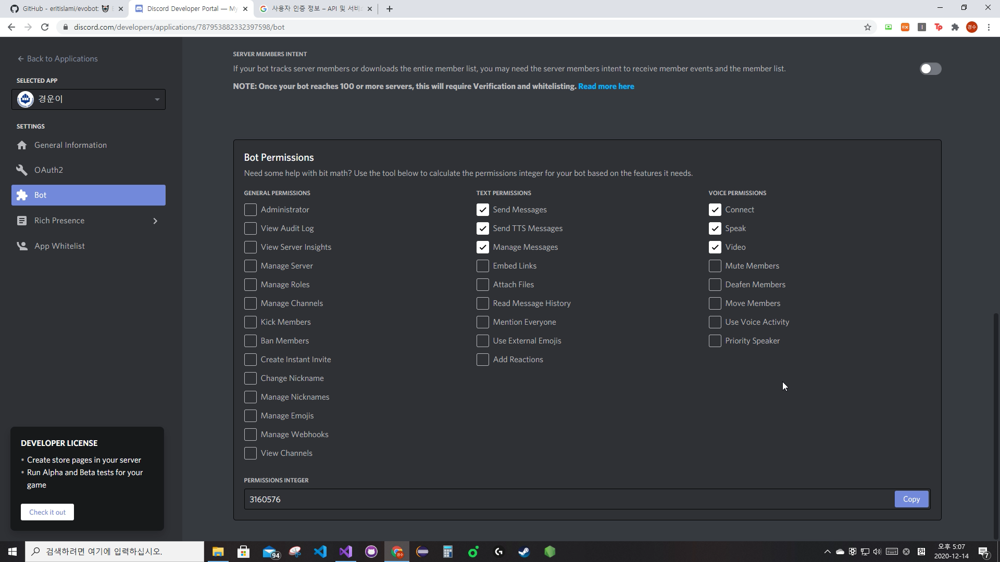 GitHub - eritislami/evobot:
Discord Developer Portal — My
사용자 인증 정보 – API 및 서비
discord.com/developers/applications/787953882332397598/bot
경수
Back to Applications
SELECTED APP
경운이
SETTINGS
General Information
OAuth2
Bot
Rich Presence
App Whitelist
DEVELOPER LICENSE
• Create store pages in your server
• Run Alpha and Beta tests for your
game
Check it out
SERVER MEMBERS INTENT
If your bot tracks server members or downloads the entire member list, you may need the server members intent to receive member events and the member list.
NOTE: Once your bot reaches 100 or more servers, this will require Verification and whitelisting. Read more here
Bot Permissions
Need some help with bit math? Use the tool below to calculate the permissions integer for your bot based on the features it needs.
GENERAL PERMISSIONS
Administrator
View Audit Log
View Server Insights
Manage Server
Manage Roles
Manage Channels
Kick Members
Ban Members
Create Instant Invite
Change Nickname
Manage Nicknames
Manage Emojis
Manage Webhooks
View Channels
TEXT PERMISSIONS
Send Messages
Send TTS Messages
Manage Messages
Embed Links
Attach Files
Read Message History
Mention Everyone
Use External Emojis
Add Reactions
VOICE PERMISSIONS
Connect
Speak
Video
Mute Members
Deafen Members
Move Members
Use Voice Activity
Priority Speaker
PERMISSIONS INTEGER
3160576
Copy
검색하려면 여기에 입력하십시오.
94
오후 5:07
2020-12-14
7